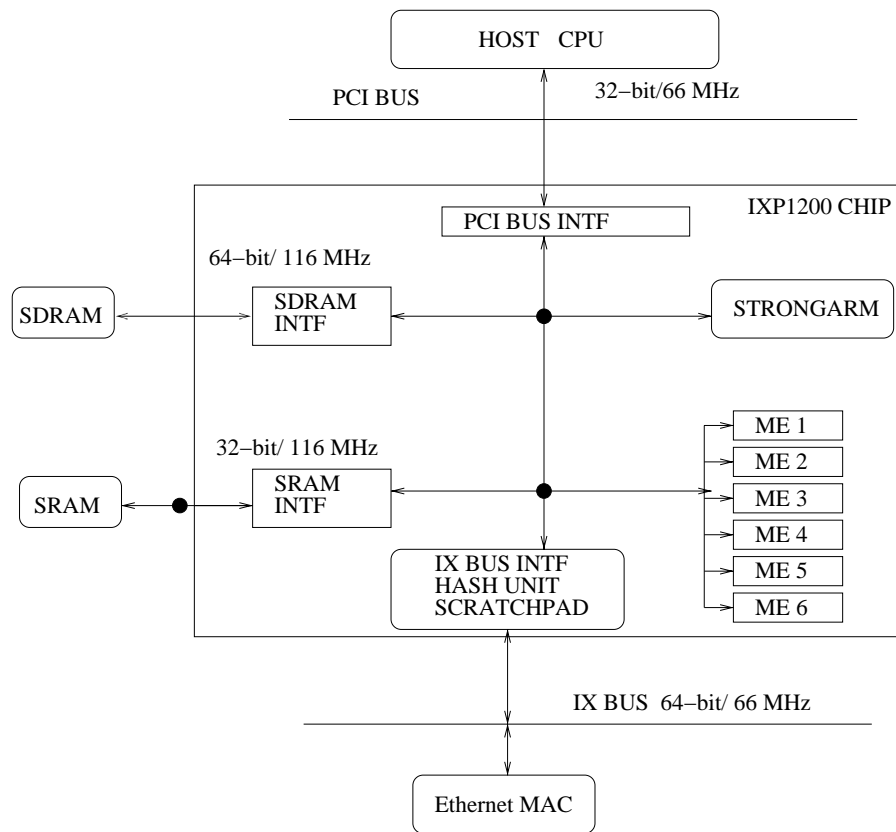 HOST CPU
32-bit/66 MHz
PCI BUS
IXP1200 CHIP
PCI BUS INTF
64-bit/ 116 MHz
SDRAM
SDRAM
INTF
STRONGARM
32-bit/ 116 MHz
SRAM
SRAM
INTF
ME 1
ME 2
ME 3
ME 4
ME 5
ME 6
IX BUS INTF
HASH UNIT
SCRATCHPAD
IX BUS 64-bit/ 66 MHz
Ethernet MAC